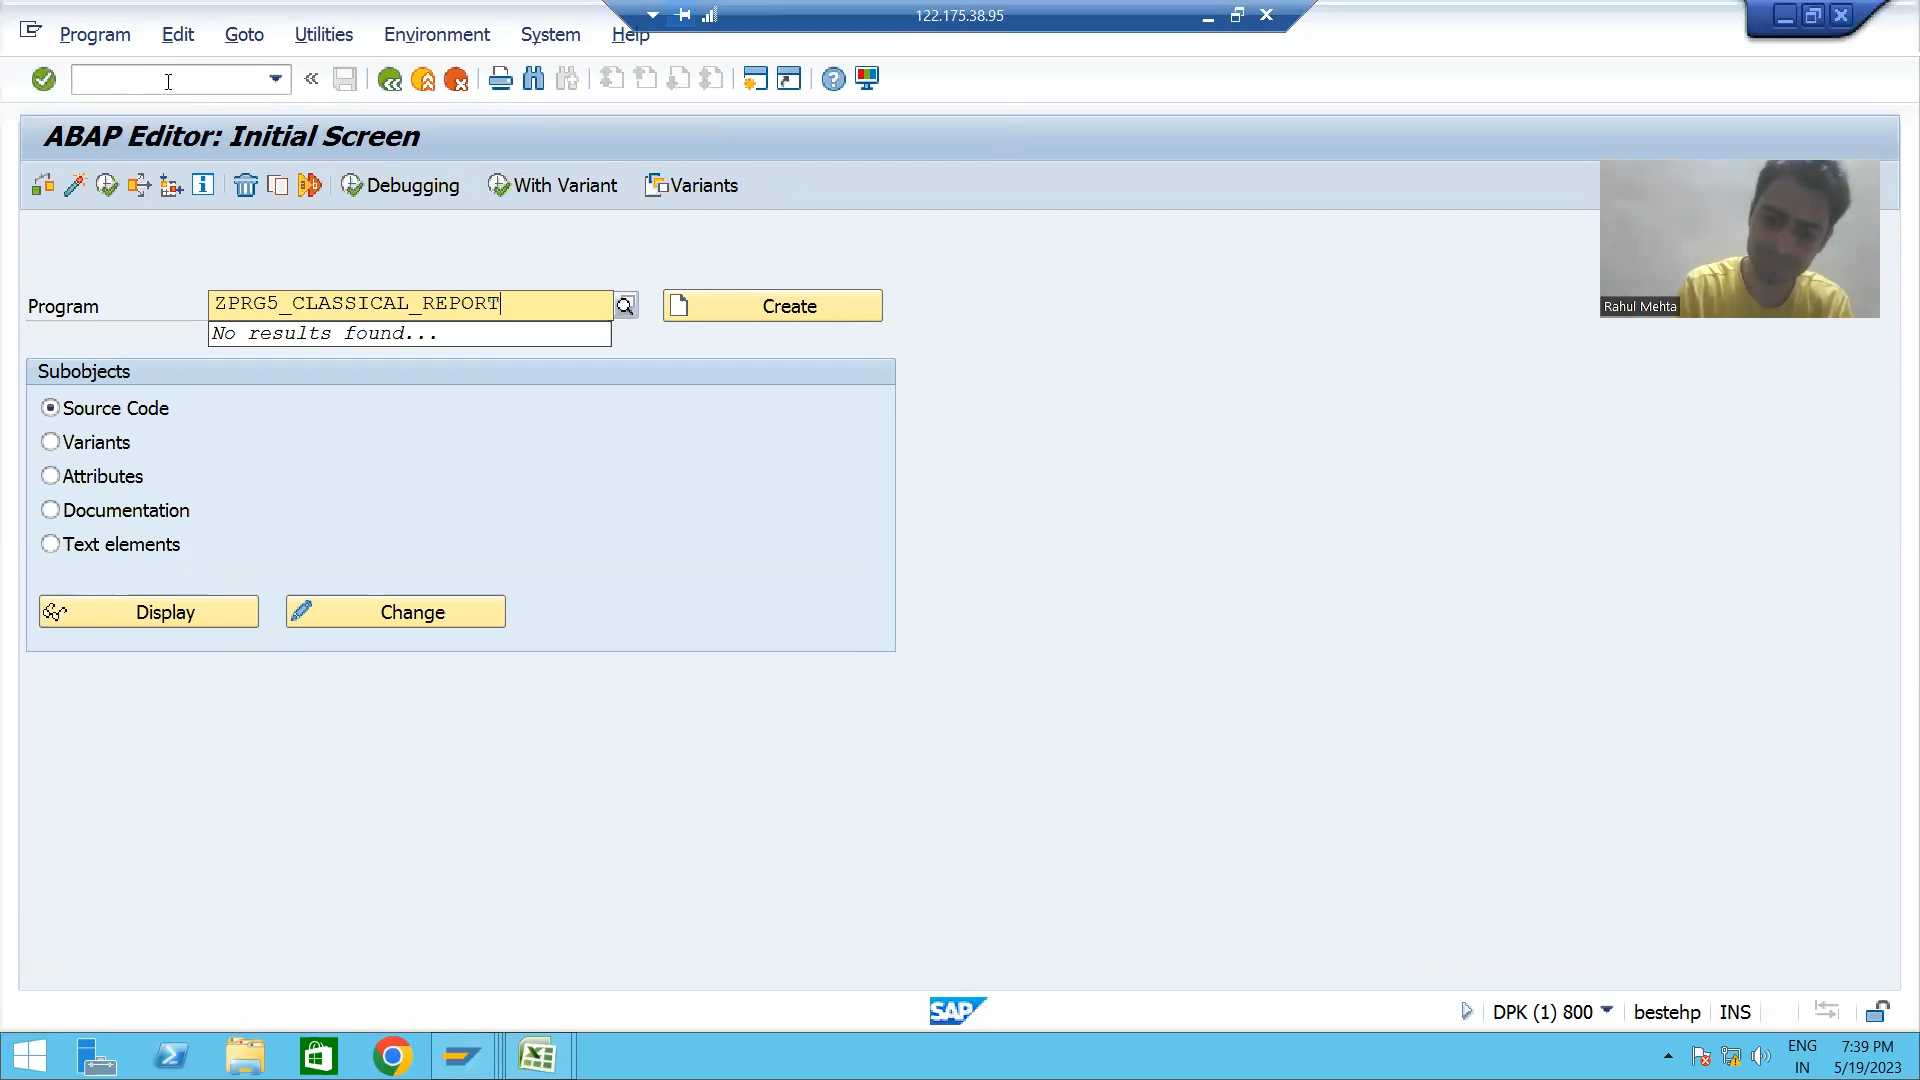 122.175.38.95
Program Edit Goto Utilities Environment System Help
ABAP Editor: Initial Screen
Debugging With Variant Variants
Rahul Mehta
Program ZPRG5_CLASSICAL_REPORT Create
No results found...
Subobjects
Source Code
Variants
Attributes
Documentation
Text elements
Display Change
SAP DPK (1) 800 bestehp INS
ENG 7:39 PM
IN 5/19/2023